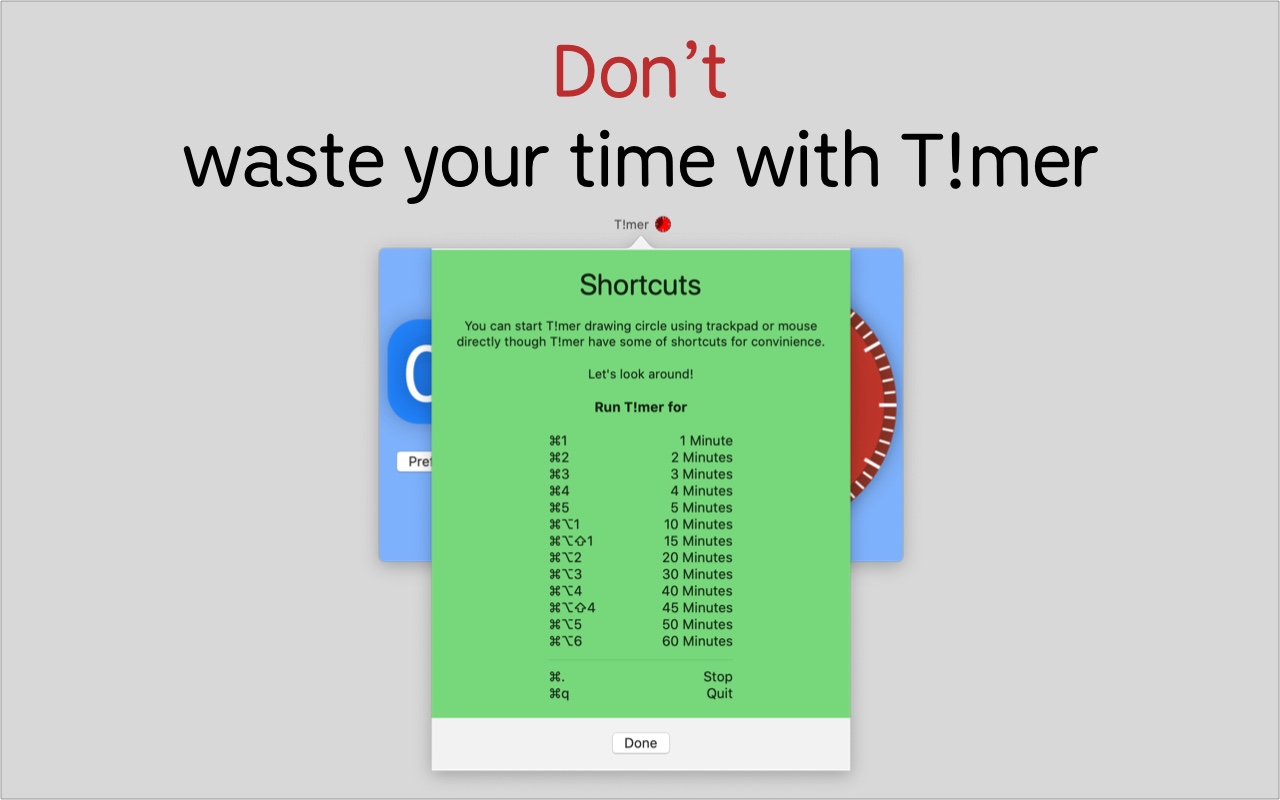 Don't
waste your time with T!mer
T!mer
Shortcuts
You can start T!mer drawing circle using trackpad or mouse
directly though T!mer have some of shortcuts for convinience.
Let's look around!
Run T!mer for
⌘1 1 Minute
⌘2 2 Minutes
⌘3 3 Minutes
⌘4 4 Minutes
⌘5 5 Minutes
⌘⌥1 10 Minutes
⌘⌥⇧1 15 Minutes
⌘⌥2 20 Minutes
⌘⌥3 30 Minutes
⌘⌥4 40 Minutes
⌘⌥⇧4 45 Minutes
⌘⌥5 50 Minutes
⌘⌥6 60 Minutes
⌘. Stop
⌘q Quit
Done